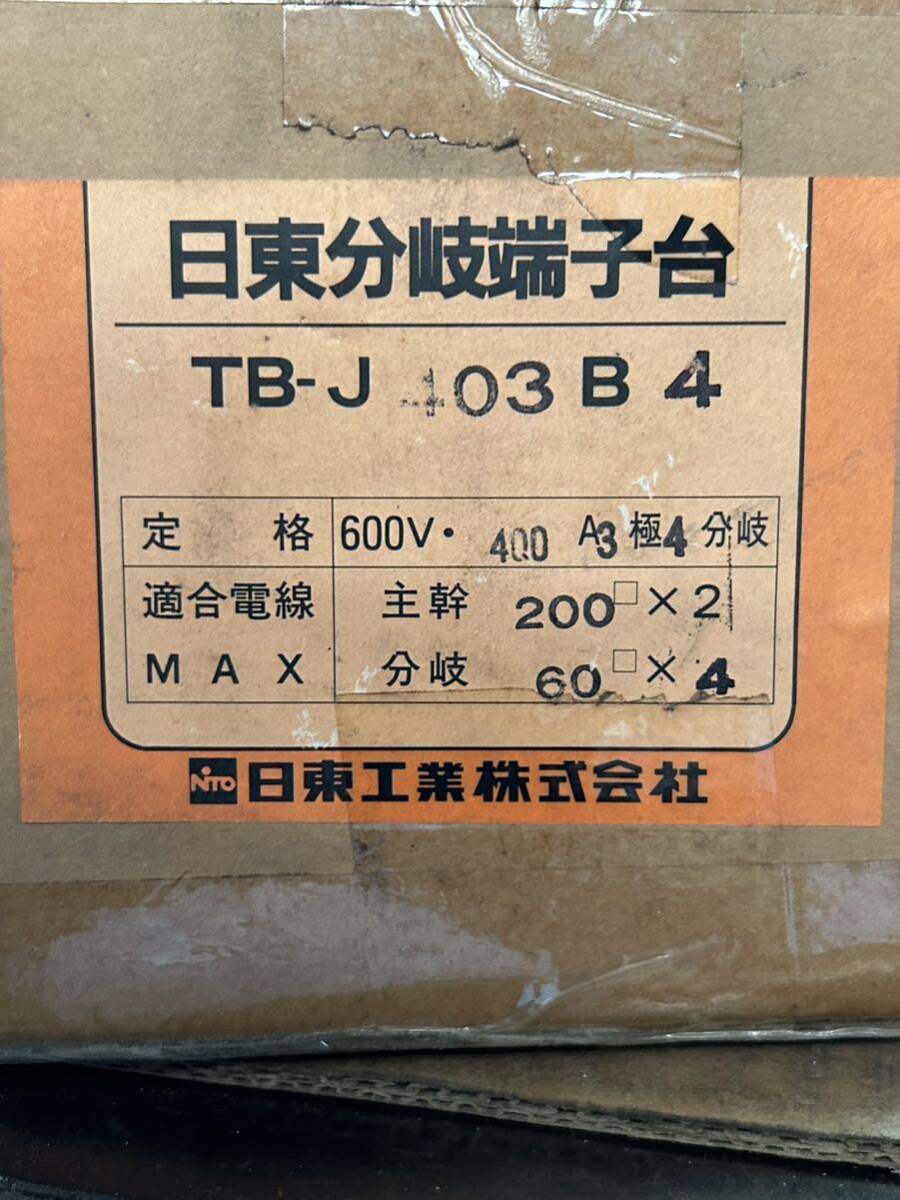 日東分岐端子台
TB-J 403 B 4
定格 600V・ 400 A3極4分岐
適合電線 主幹 200□×2
MAX 分岐 60□×4
NITO 日東工業株式会社